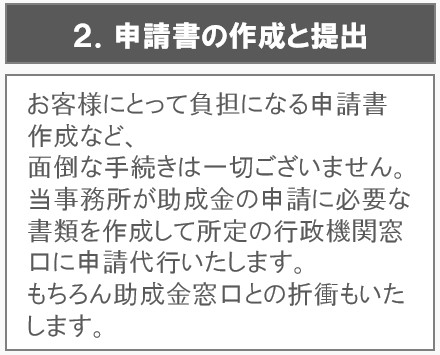 2. 申請書の作成と提出
お客様にとって負担になる申請書
作成など、
面倒な手続きは一切ございません。
当事務所が助成金の申請に必要な
書類を作成して所定の行政機関窓
口に申請代行いたします。
もちろん助成金窓口との折衝もいた
します。